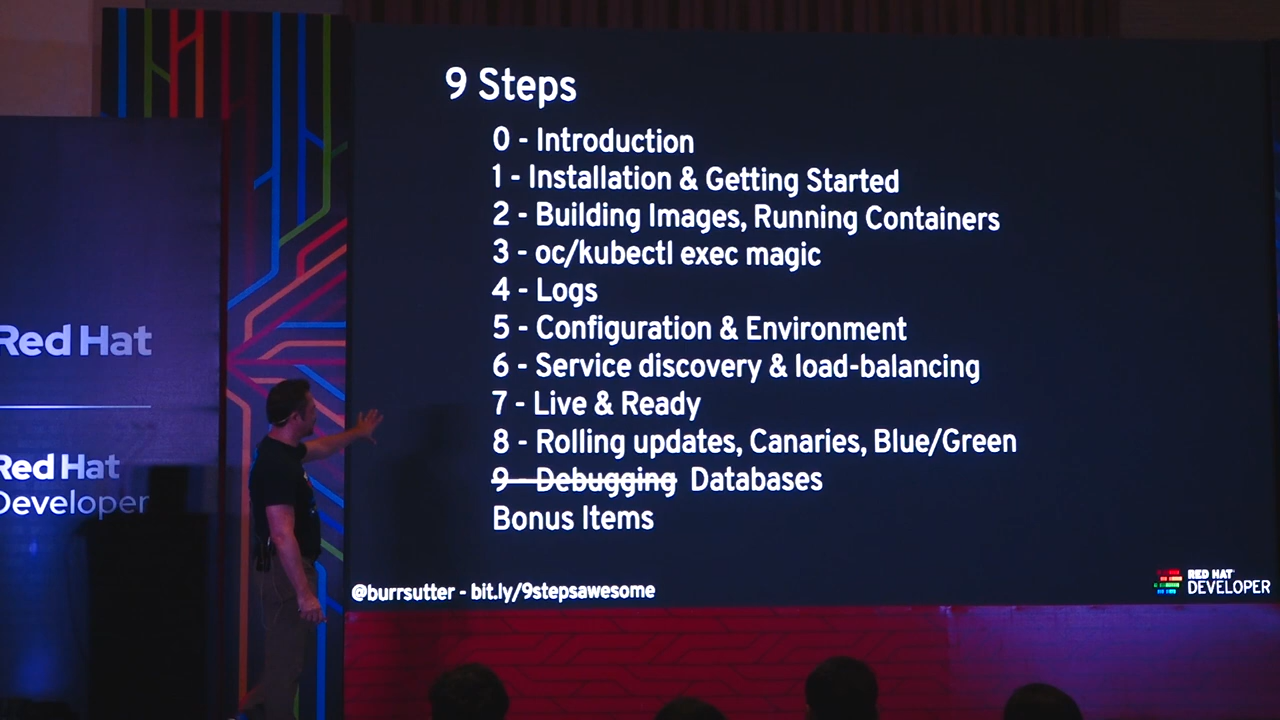 9 Steps
0 - Introduction
1 - Installation & Getting Started
2 - Building Images, Running Containers
3 - oc/kubectl exec magic
4 - Logs
5 - Configuration & Environment
6 - Service discovery & load-balancing
7 - Live & Ready
8 - Rolling updates, Canaries, Blue/Green
9 - Debugging Databases
Bonus Items
@burrsutter - bit.ly/9stepsawesome
RED HAT
DEVELOPER
Red Hat
Red Hat
Developer